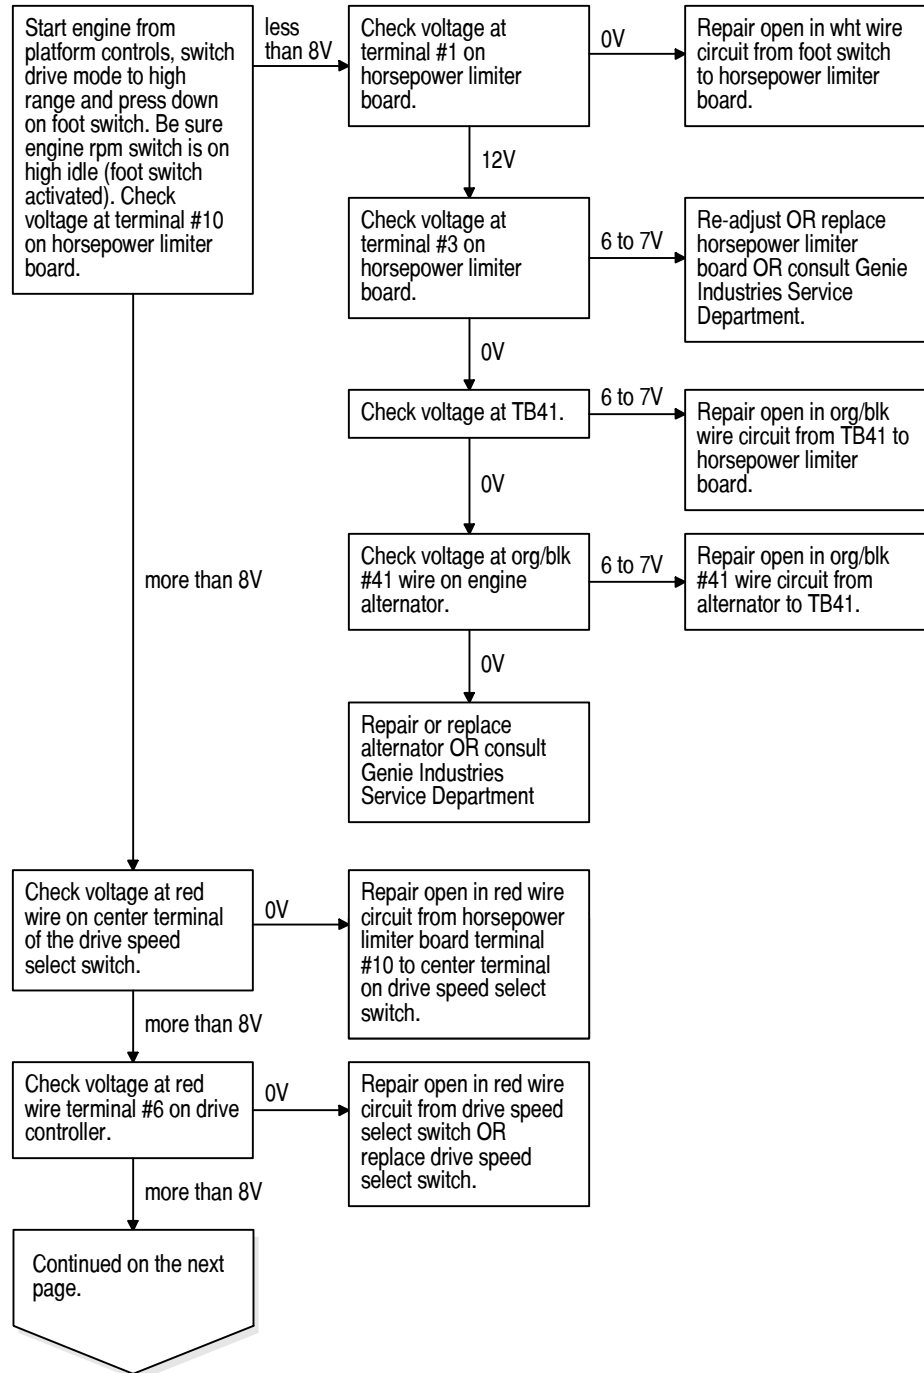 Start engine from
platform controls, switch
drive mode to high
range and press down
on foot switch. Be sure
engine rpm switch is on
high idle (foot switch
activated). Check
voltage at terminal #10
on horsepower limiter
board.
less
than 8V
Check voltage at
terminal #1 on
horsepower limiter
board.
0V
Repair open in wht wire
circuit from foot switch
to horsepower limiter
board.
12V
Check voltage at
terminal #3 on
horsepower limiter
board.
6 to 7V
Re-adjust OR replace
horsepower limiter
board OR consult Genie
Industries Service
Department.
0V
Check voltage at TB41.
6 to 7V
Repair open in org/blk
wire circuit from TB41 to
horsepower limiter
board.
0V
Check voltage at org/blk
#41 wire on engine
alternator.
6 to 7V
Repair open in org/blk
#41 wire circuit from
alternator to TB41.
0V
Repair or replace
alternator OR consult
Genie Industries
Service Department
more than 8V
Check voltage at red
wire on center terminal
of the drive speed
select switch.
0V
Repair open in red wire
circuit from horsepower
limiter board terminal
#10 to center terminal
on drive speed select
switch.
more than 8V
Check voltage at red
wire terminal #6 on drive
controller.
0V
Repair open in red wire
circuit from drive speed
select switch OR
replace drive speed
select switch.
more than 8V
Continued on the next
page.